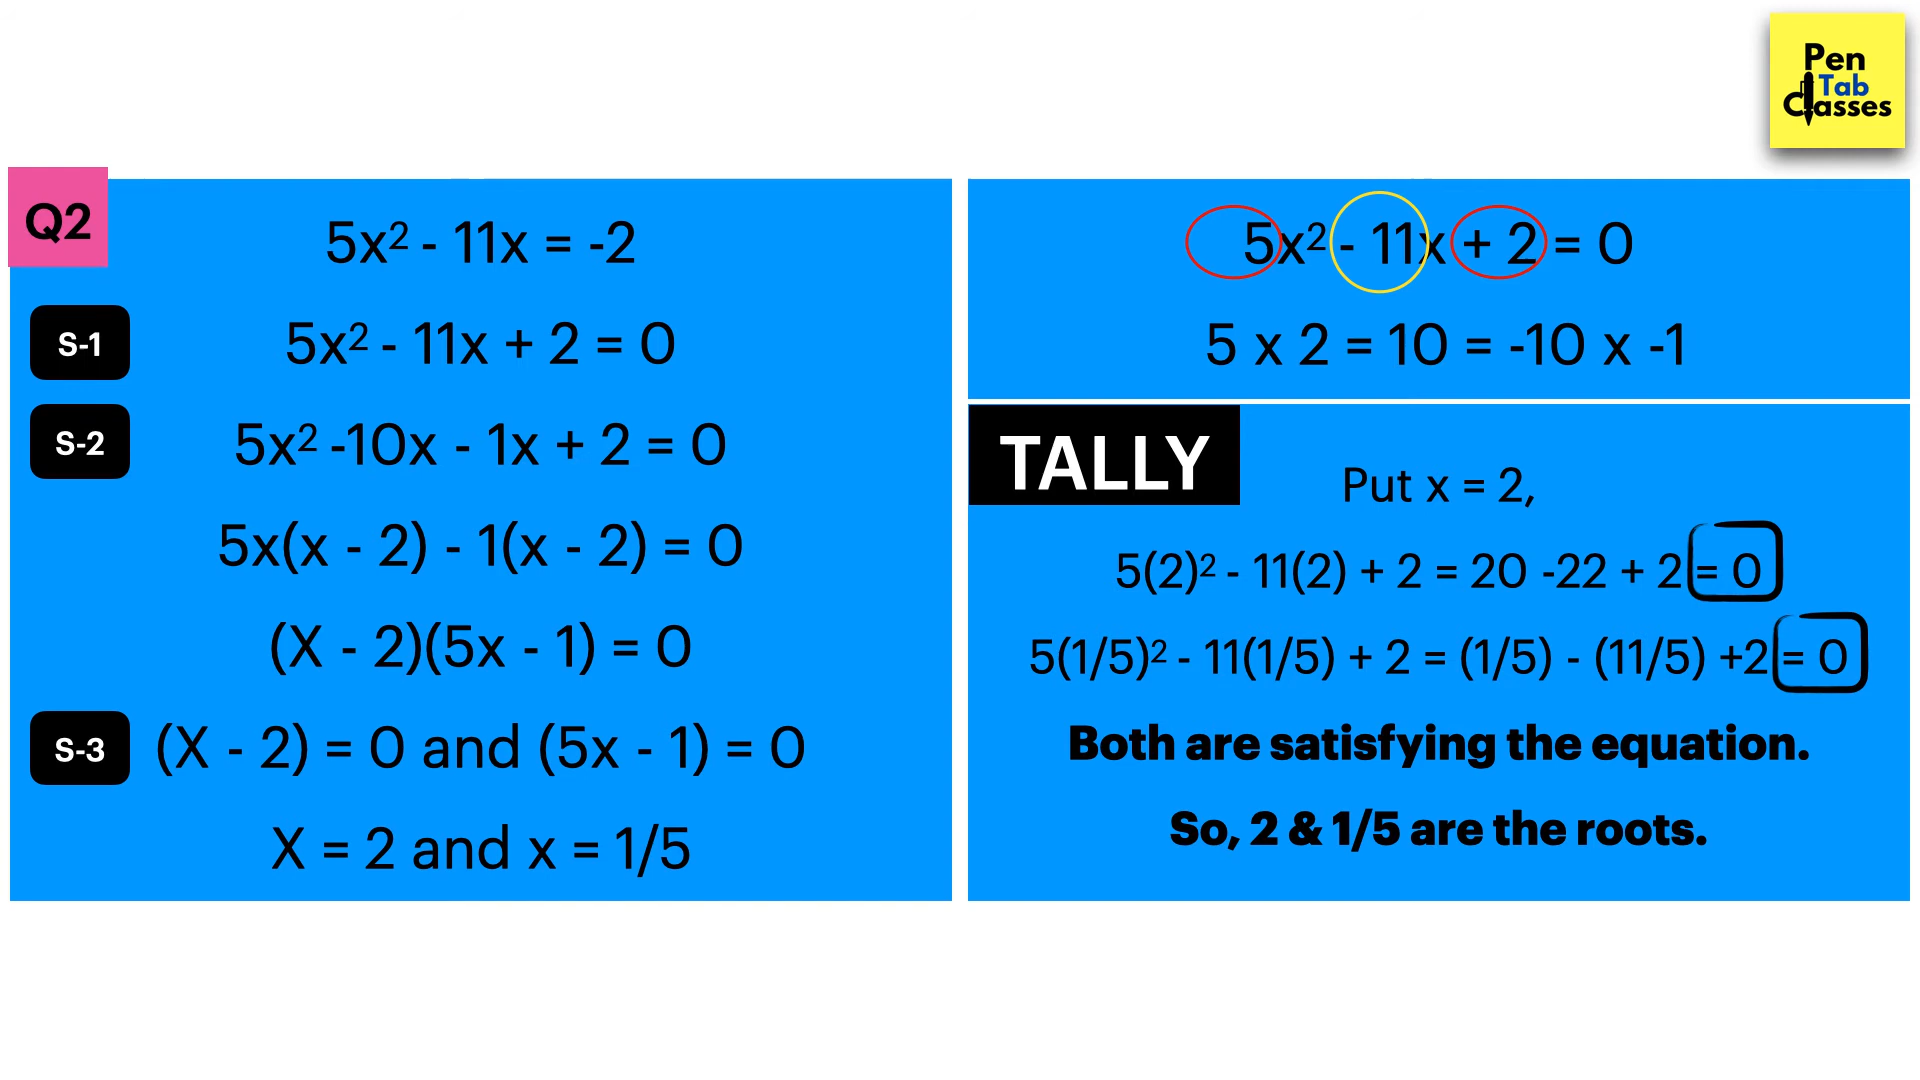 Pen
Tab
Classes
Q2
5x² - 11x = -2
S-1
5x² - 11x + 2 = 0
S-2
5x² -10x - 1x + 2 = 0
5x(x - 2) - 1(x - 2) = 0
(X - 2)(5x - 1) = 0
S-3
(X - 2) = 0 and (5x - 1) = 0
X = 2 and x = 1/5
5x² - 11x + 2 = 0
5 x 2 = 10 = -10 x -1
TALLY
Put x = 2,
5(2)² - 11(2) + 2 = 20 -22 + 2 = 0
5(1/5)² - 11(1/5) + 2 = (1/5) - (11/5) +2 = 0
Both are satisfying the equation.
So, 2 & 1/5 are the roots.